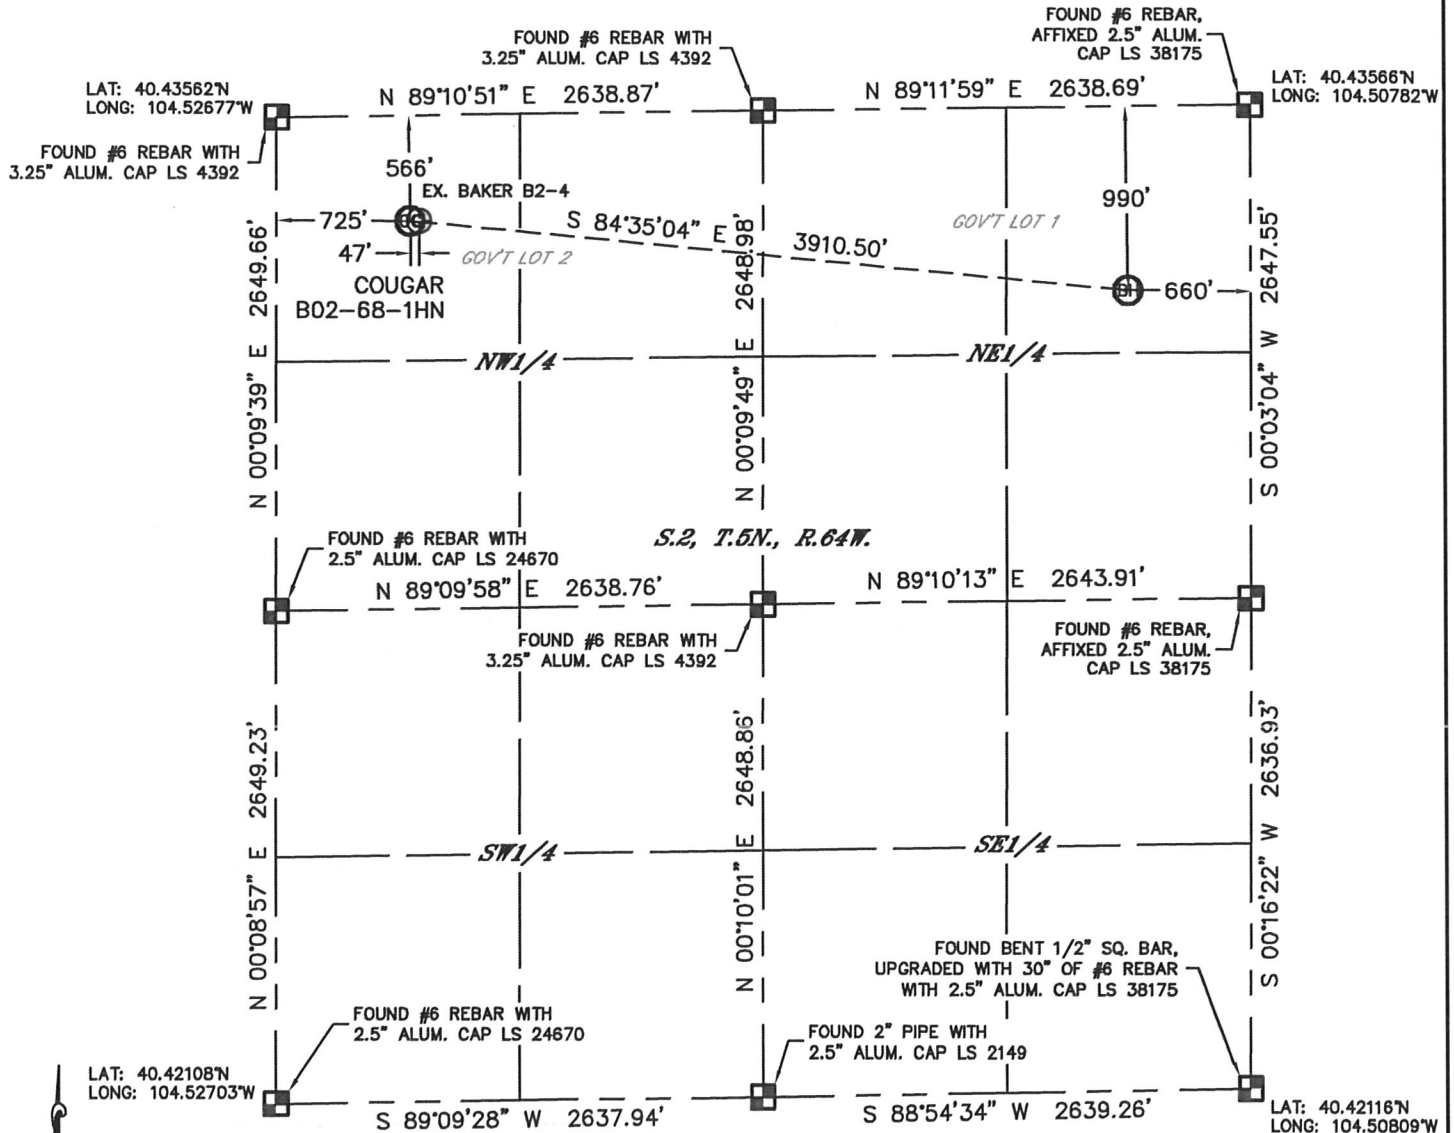 FOUND #6 REBAR,
AFFIXED 2.5" ALUM.
CAP LS 38175
FOUND #6 REBAR WITH
3.25" ALUM. CAP LS 4392
LAT: 40.43562°N
LONG: 104.52677°W
N 89°10'51" E 2638.87'
N 89°11'59" E 2638.69'
LAT: 40.43566°N
LONG: 104.50782°W
FOUND #6 REBAR WITH
3.25" ALUM. CAP LS 4392
566'
EX. BAKER B2-4
990'
725'
S 84°35'04" E 3910.50'
GOV'T LOT 1
47'
GOV'T LOT 2
COUGAR
B02-68-1HN
BH
660'
N 00°09'39" E 2649.66'
N 00°09'49" E 2648.98'
S 00°03'04" W 2647.55'
NW1/4
NE1/4
FOUND #6 REBAR WITH
2.5" ALUM. CAP LS 24670
S.2, T.5N., R.64W.
N 89°09'58" E 2638.76'
N 89°10'13" E 2643.91'
FOUND #6 REBAR WITH
3.25" ALUM. CAP LS 4392
FOUND #6 REBAR,
AFFIXED 2.5" ALUM.
CAP LS 38175
N 00°08'57" E 2649.23'
N 00°10'01" E 2648.86'
S 00°16'22" W 2636.93'
SW1/4
SE1/4
FOUND BENT 1/2" SQ. BAR,
UPGRADED WITH 30" OF #6 REBAR
WITH 2.5" ALUM. CAP LS 38175
FOUND #6 REBAR WITH
2.5" ALUM. CAP LS 24670
FOUND 2" PIPE WITH
2.5" ALUM. CAP LS 2149
LAT: 40.42108°N
LONG: 104.52703°W
S 89°09'28" W 2637.94'
S 88°54'34" W 2639.26'
LAT: 40.42116°N
LONG: 104.50809°W